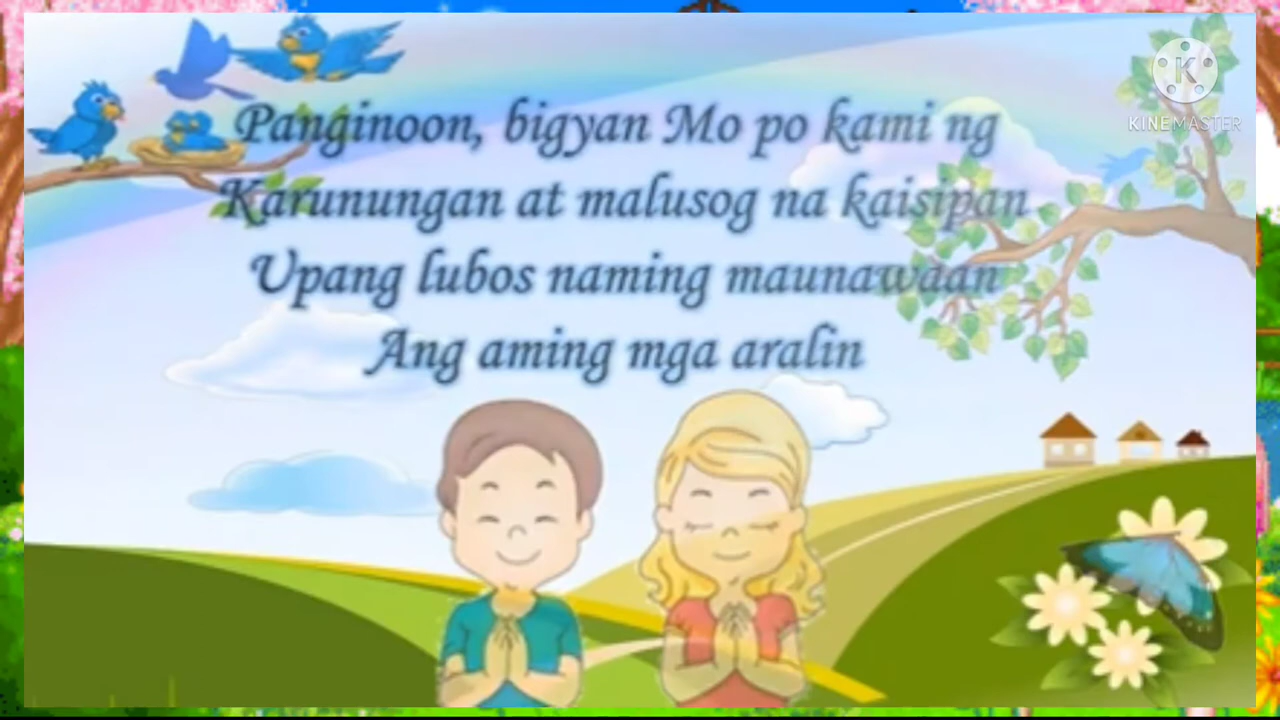 Panginoon, bigyan Mo po kami ng
Karunungan at malusog na kaisipan
Upang lubos naming maunawaan
Ang aming mga aralin
K
KINEMASTER